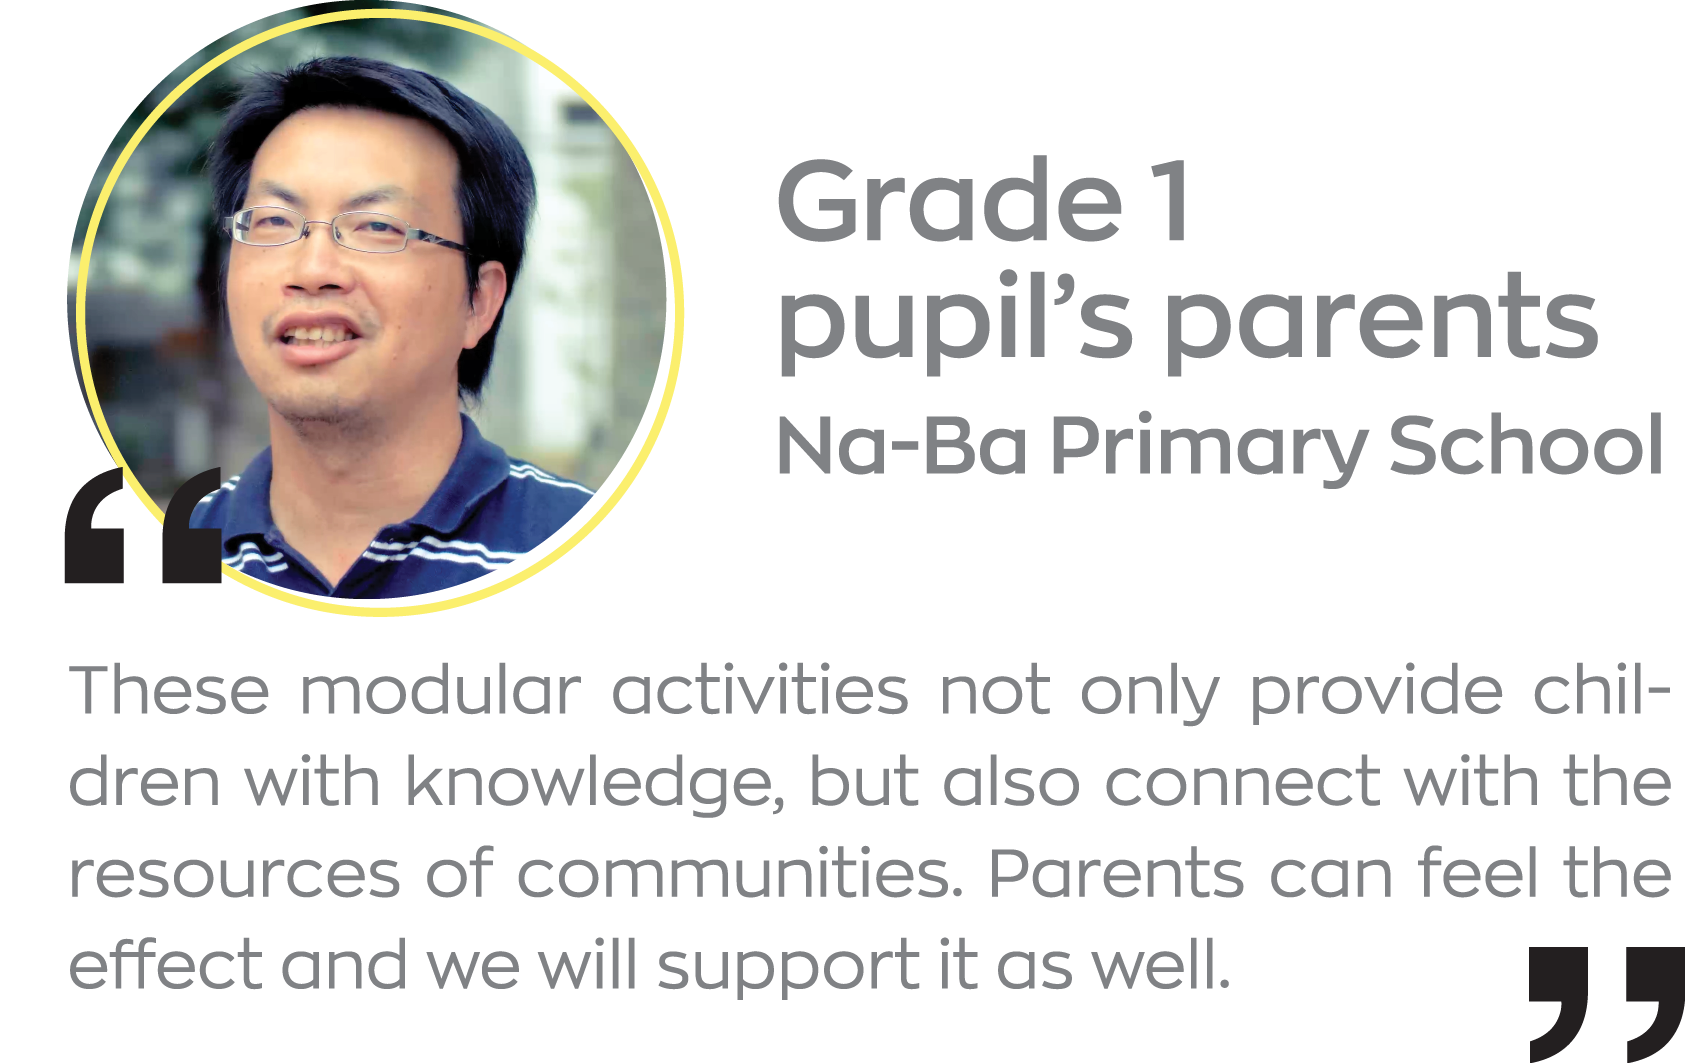 Grade 1
pupil’s parents
Na-Ba Primary School
“
These modular activities not only provide chil-
dren with knowledge, but also connect with the
resources of communities. Parents can feel the
effect and we will support it as well.
”